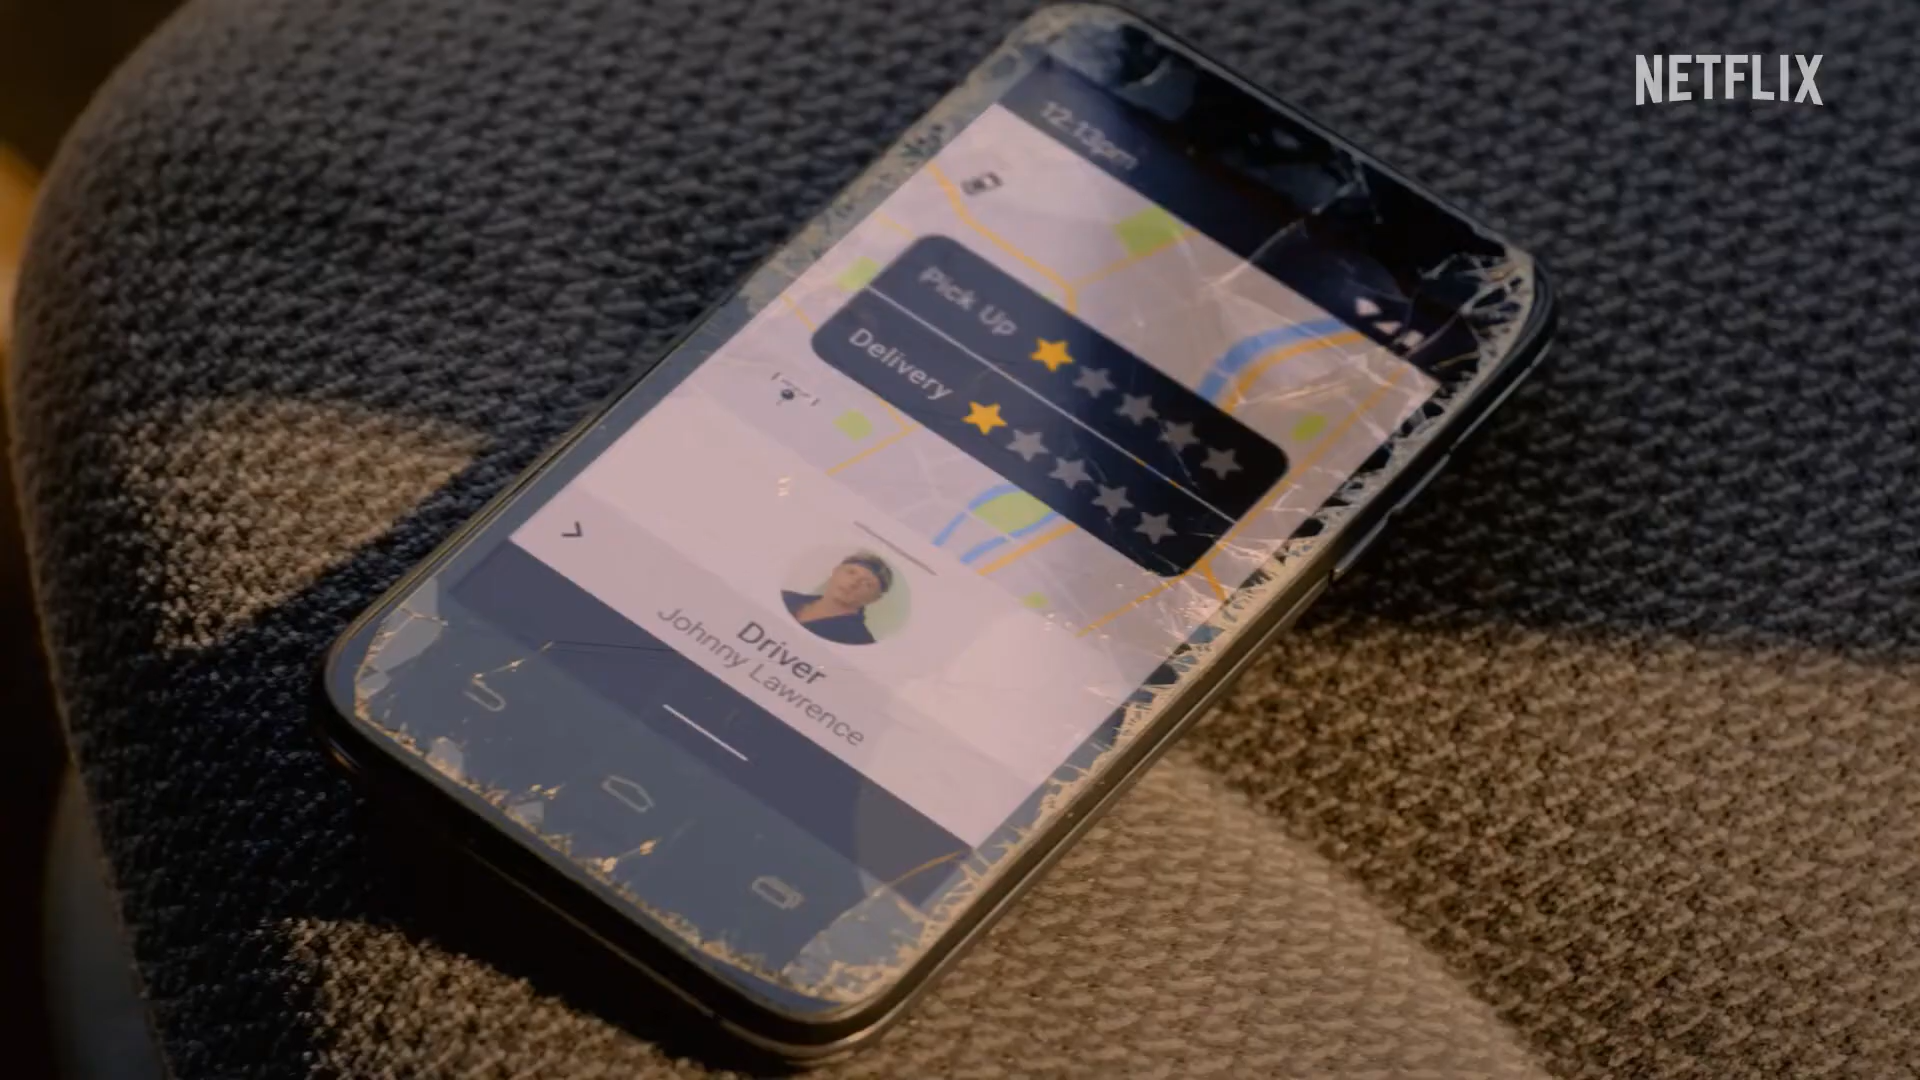 NETFLIX
12:13pm
Pick Up
Delivery
Driver
Johnny Lawrence